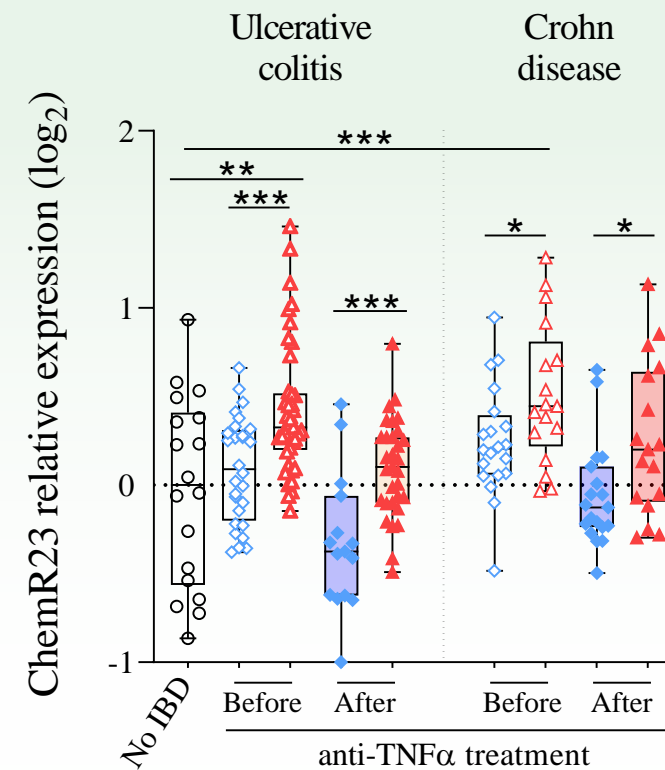 Ulcerative
colitis
Crohn
disease
ChemR23 relative expression (log₂)
2
1
0
-1
***
**
***
***
*
*
No IBD
Before
After
Before
After
anti-TNFα treatment